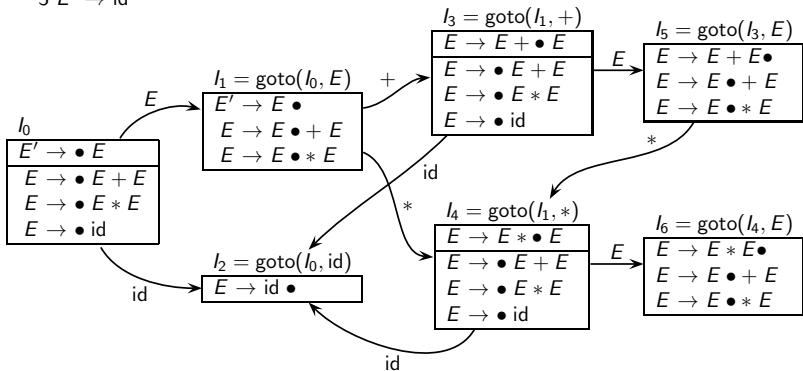 3 E → id
I0
E′ → • E
E → • E + E
E → • E ∗ E
E → • id
E
id
I1 = goto(I0, E)
E′ → E •
E → E • + E
E → E • ∗ E
+
∗
I2 = goto(I0, id)
E → id •
I3 = goto(I1, +)
E → E + • E
E → • E + E
E → • E ∗ E
E → • id
E
id
I4 = goto(I1, ∗)
E → E ∗ • E
E → • E + E
E → • E ∗ E
E → • id
E
id
I5 = goto(I3, E)
E → E + E•
E → E • + E
E → E • ∗ E
∗
I6 = goto(I4, E)
E → E ∗ E•
E → E • + E
E → E • ∗ E